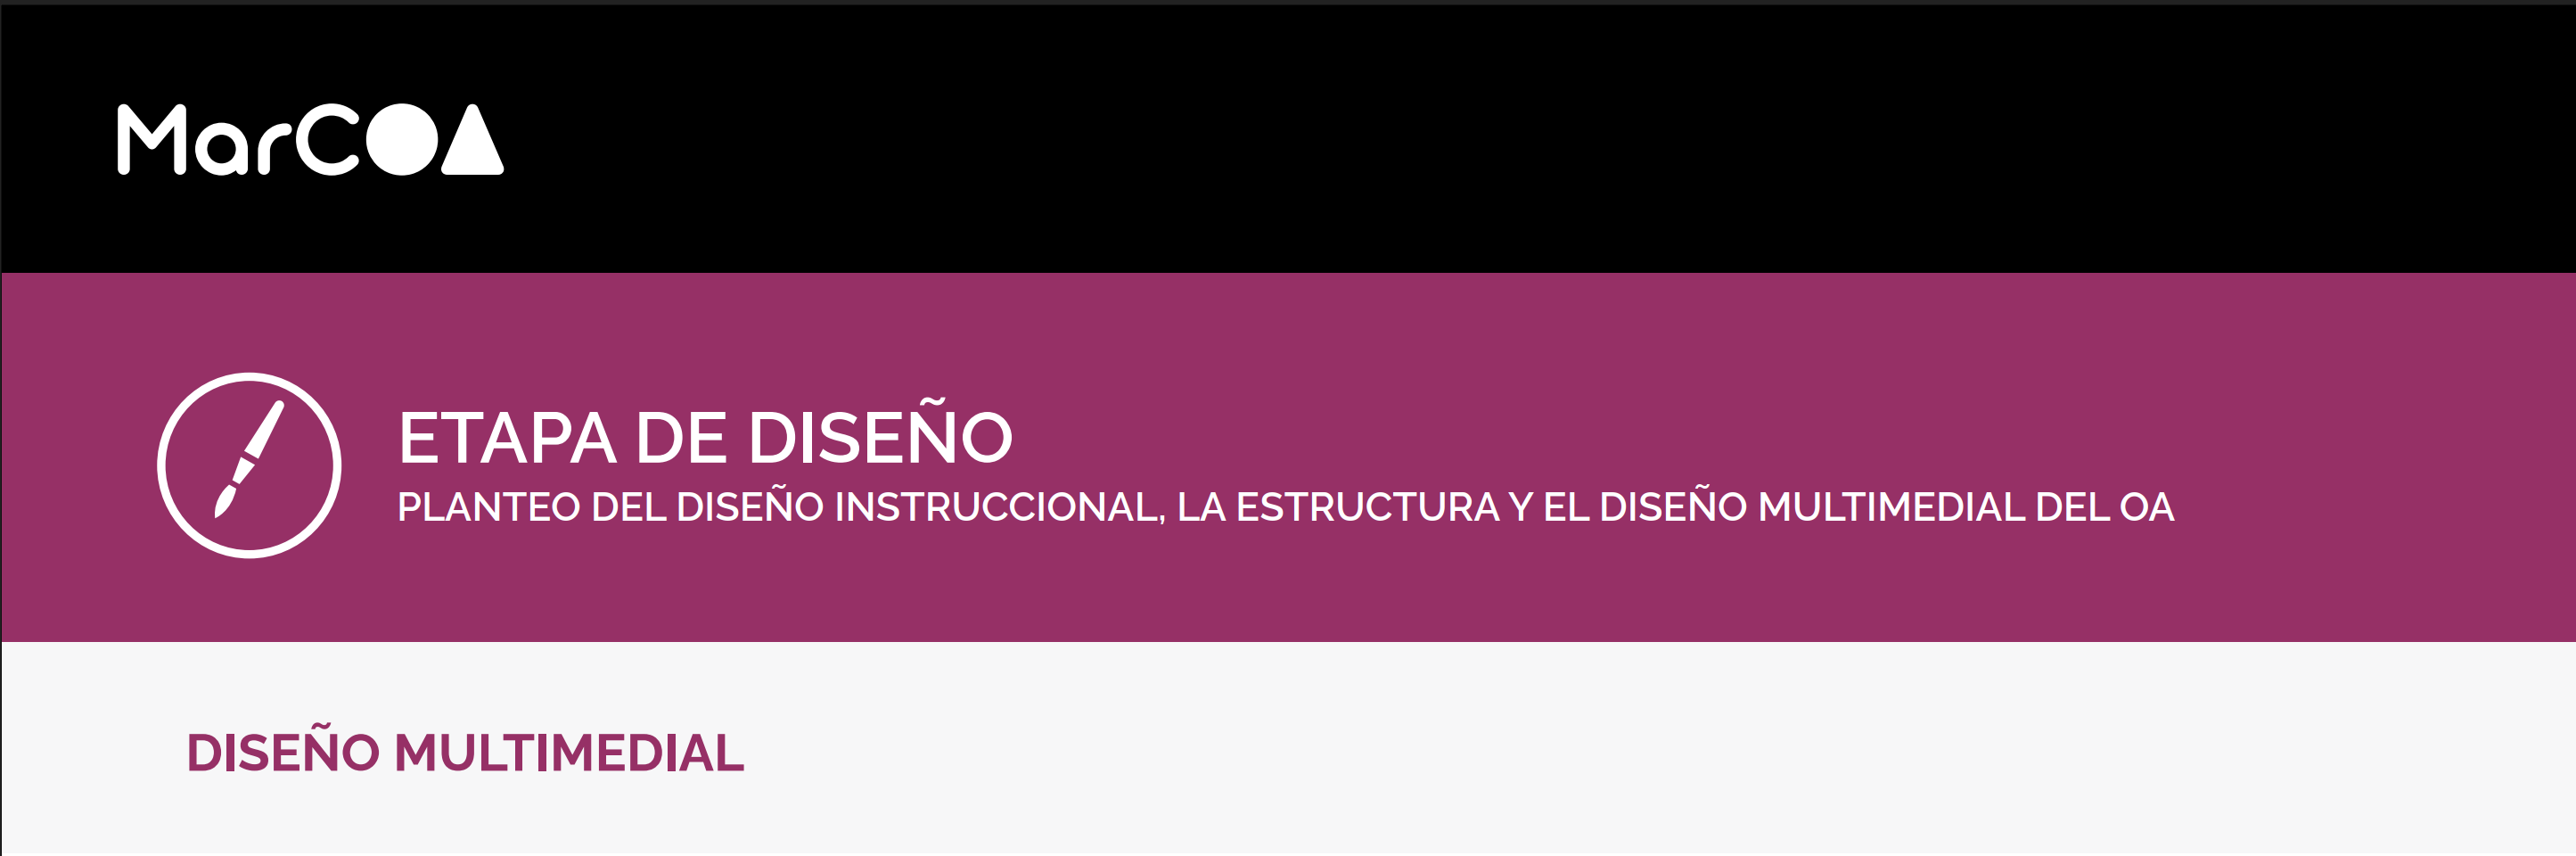 MarCOA
ETAPA DE DISEÑO
PLANTEO DEL DISEÑO INSTRUCCIONAL, LA ESTRUCTURA Y EL DISEÑO MULTIMEDIAL DEL OA
DISEÑO MULTIMEDIAL